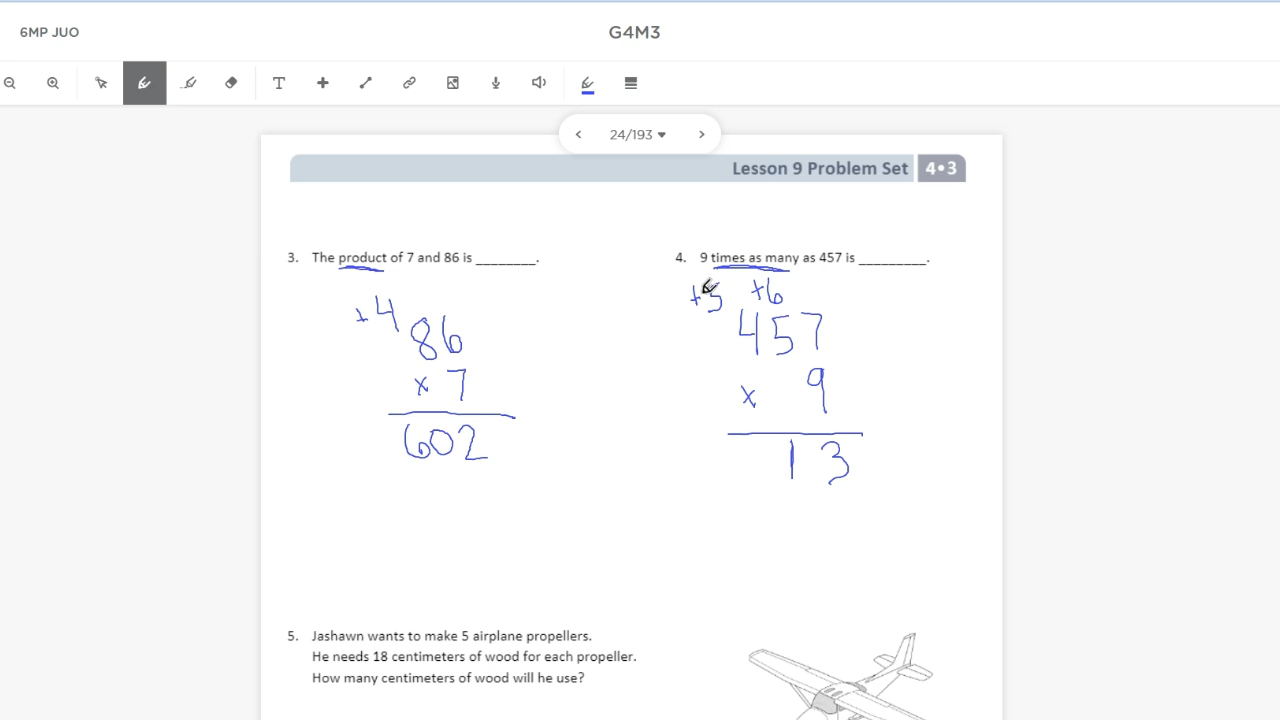 6MP JUO
G4M3
T
24/193
Lesson 9 Problem Set 4•3
3. The product of 7 and 86 is ________.
+4
86
x 7
602
4. 9 times as many as 457 is _________.
+5 +6
457
x 9
13
5. Jashawn wants to make 5 airplane propellers.
He needs 18 centimeters of wood for each propeller.
How many centimeters of wood will he use?